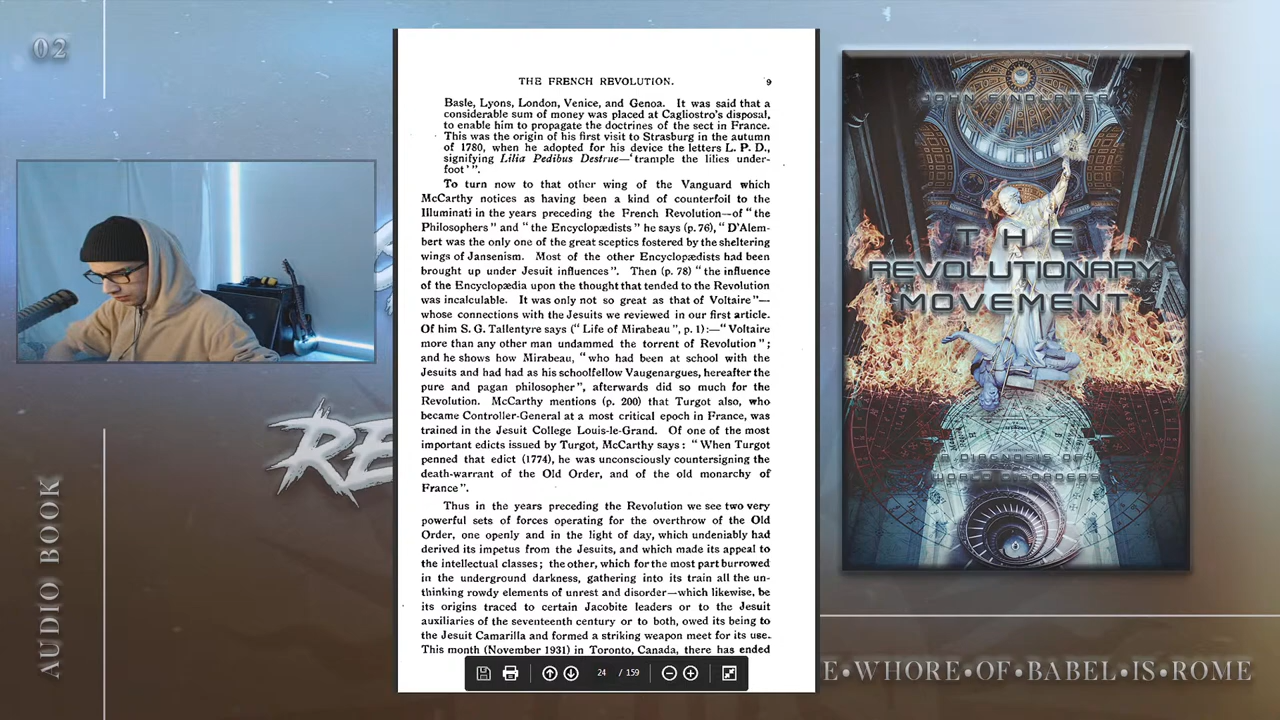 02
AUDIO BOOK
RE
THE FRENCH REVOLUTION. 9
Basle, Lyons, London, Venice, and Genoa. It was said that a
considerable sum of money was placed at Cagliostro's disposal,
to enable him to propagate the doctrines of the sect in France.
This was the origin of his first visit to Strasburg in the autumn
of 1780, when he adopted for his device the letters L. P. D.,
signifying Lilia Pedibus Destrue—'trample the lilies under-
foot'".
To turn now to that other wing of the Vanguard which
McCarthy notices as having been a kind of counterfoil to the
Illuminati in the years preceding the French Revolution—of "the
Philosophers" and "the Encyclopædists" he says (p. 76), "D'Alem-
bert was the only one of the great sceptics fostered by the sheltering
wings of Jansenism. Most of the other Encyclopædists had been
brought up under Jesuit influences". Then (p. 78) "the influence
of the Encyclopædia upon the thought that tended to the Revolution
was incalculable. It was only not so great as that of Voltaire"—
whose connections with the Jesuits we reviewed in our first article.
Of him S. G. Tallentyre says ("Life of Mirabeau", p. 1):—"Voltaire
more than any other man undammed the torrent of Revolution";
and he shows how Mirabeau, "who had been at school with the
Jesuits and had had as his schoolfellow Vaugenargues, hereafter the
pure and pagan philosopher", afterwards did so much for the
Revolution. McCarthy mentions (p. 200) that Turgot also, who
became Controller-General at a most critical epoch in France, was
trained in the Jesuit College Louis-le-Grand. Of one of the most
important edicts issued by Turgot, McCarthy says: "When Turgot
penned that edict (1774), he was unconsciously countersigning the
death-warrant of the Old Order, and of the old monarchy of
France".
Thus in the years preceding the Revolution we see two very
powerful sets of forces operating for the overthrow of the Old
Order, one openly and in the light of day, which undeniably had
derived its impetus from the Jesuits, and which made its appeal to
the intellectual classes; the other, which for the most part burrowed
in the underground darkness, gathering into its train all the un-
thinking rowdy elements of unrest and disorder—which likewise, be
its origins traced to certain Jacobite leaders or to the Jesuit
auxiliaries of the seventeenth century or to both, owed its being to
the Jesuit Camarilla and formed a striking weapon meet for its use.
This month (November 1931) in Toronto, Canada, there has ended
24 / 159
JOHN FINDLATER
THE
REVOLUTIONARY
MOVEMENT
A DIAGNOSIS OF
WORLD DISORDERS
E•WHORE•OF•BABEL•IS•ROME